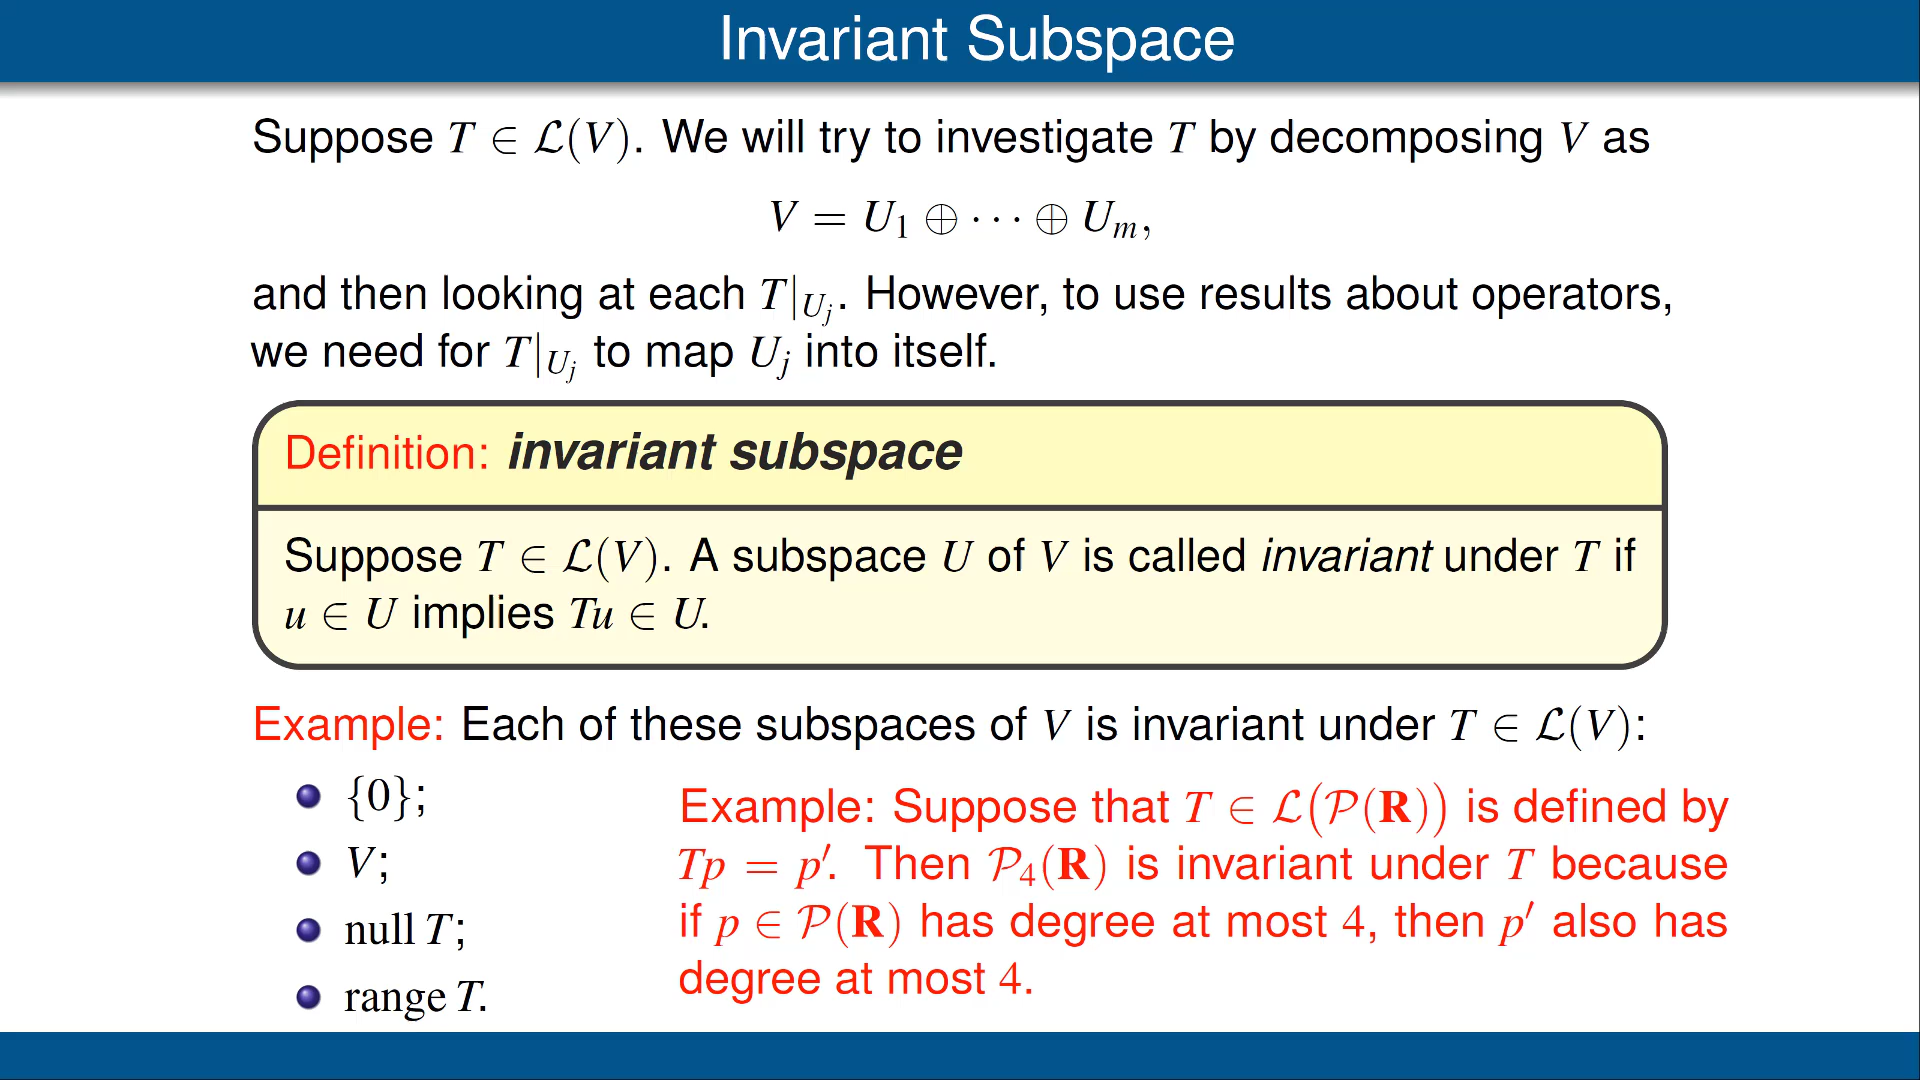 Invariant Subspace
Suppose T ∈ ℒ(V). We will try to investigate T by decomposing V as
V = U₁ ⊕ ⋯ ⊕ Uₘ,
and then looking at each T|_{U_j}. However, to use results about operators,
we need for T|_{U_j} to map U_j into itself.
Definition: invariant subspace
Suppose T ∈ ℒ(V). A subspace U of V is called invariant under T if
u ∈ U implies Tu ∈ U.
Example: Each of these subspaces of V is invariant under T ∈ ℒ(V):
{0};
V;
null T;
range T.
Example: Suppose that T ∈ ℒ(𝒫(R)) is defined by
Tp = p′. Then 𝒫₄(R) is invariant under T because
if p ∈ 𝒫(R) has degree at most 4, then p′ also has
degree at most 4.